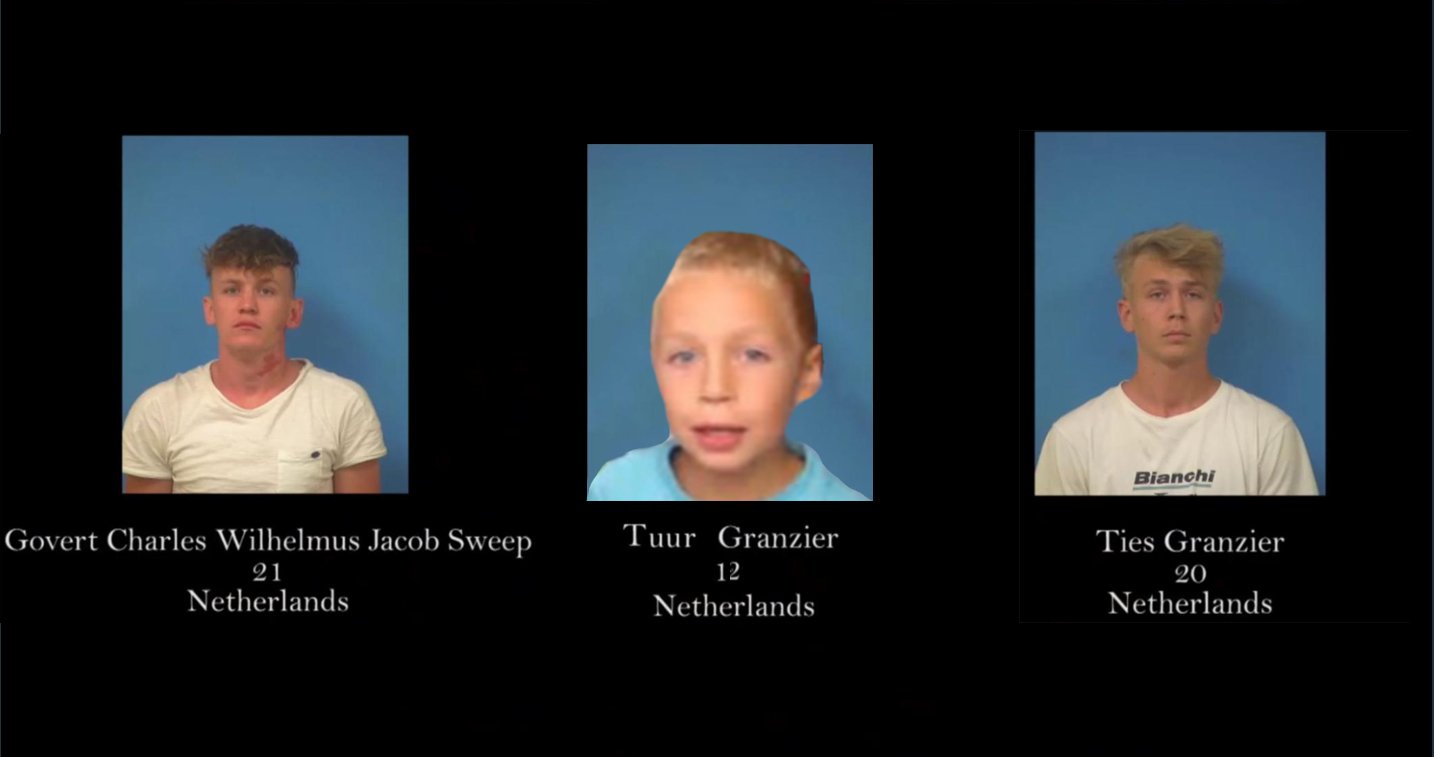 Bianchi
Govert Charles Wilhelmus Jacob Sweep
21
Netherlands
Tuur Granzier
12
Netherlands
Ties Granzier
20
Netherlands